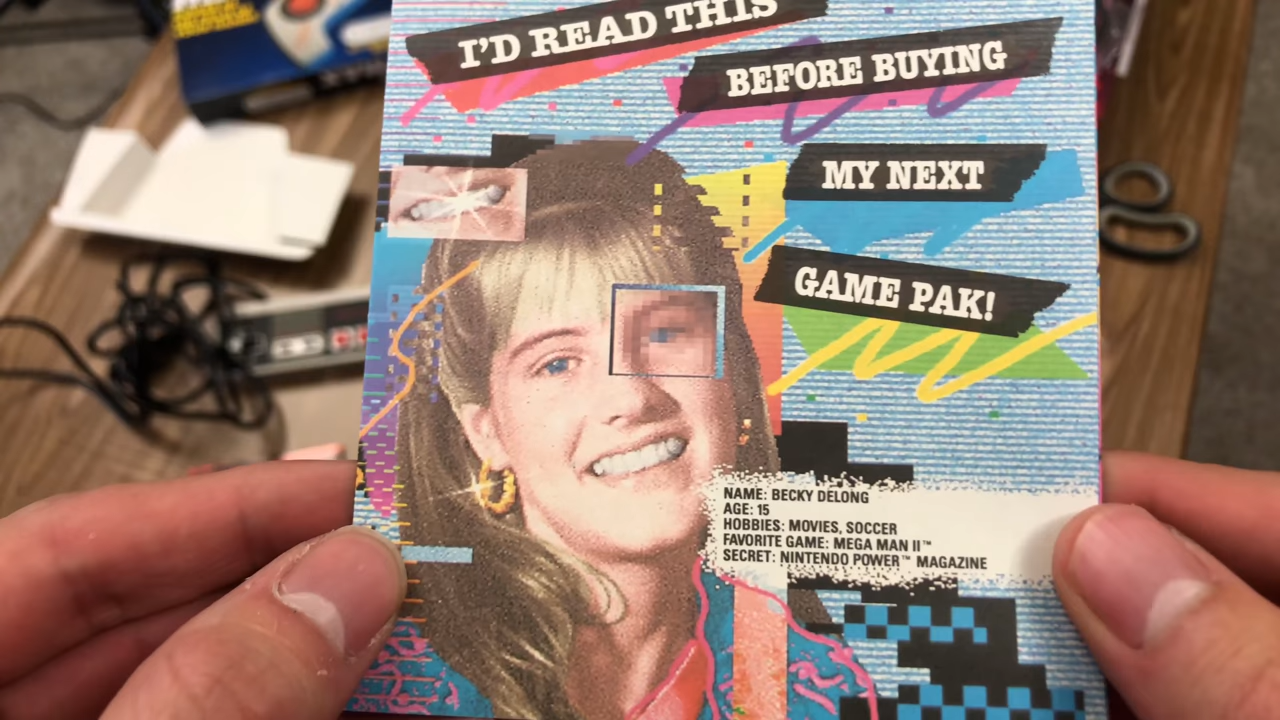 I'D READ THIS
BEFORE BUYING
MY NEXT
GAME PAK!
NAME: BECKY DELONG
AGE: 15
HOBBIES: MOVIES, SOCCER
FAVORITE GAME: MEGA MAN II™
SECRET: NINTENDO POWER™ MAGAZINE